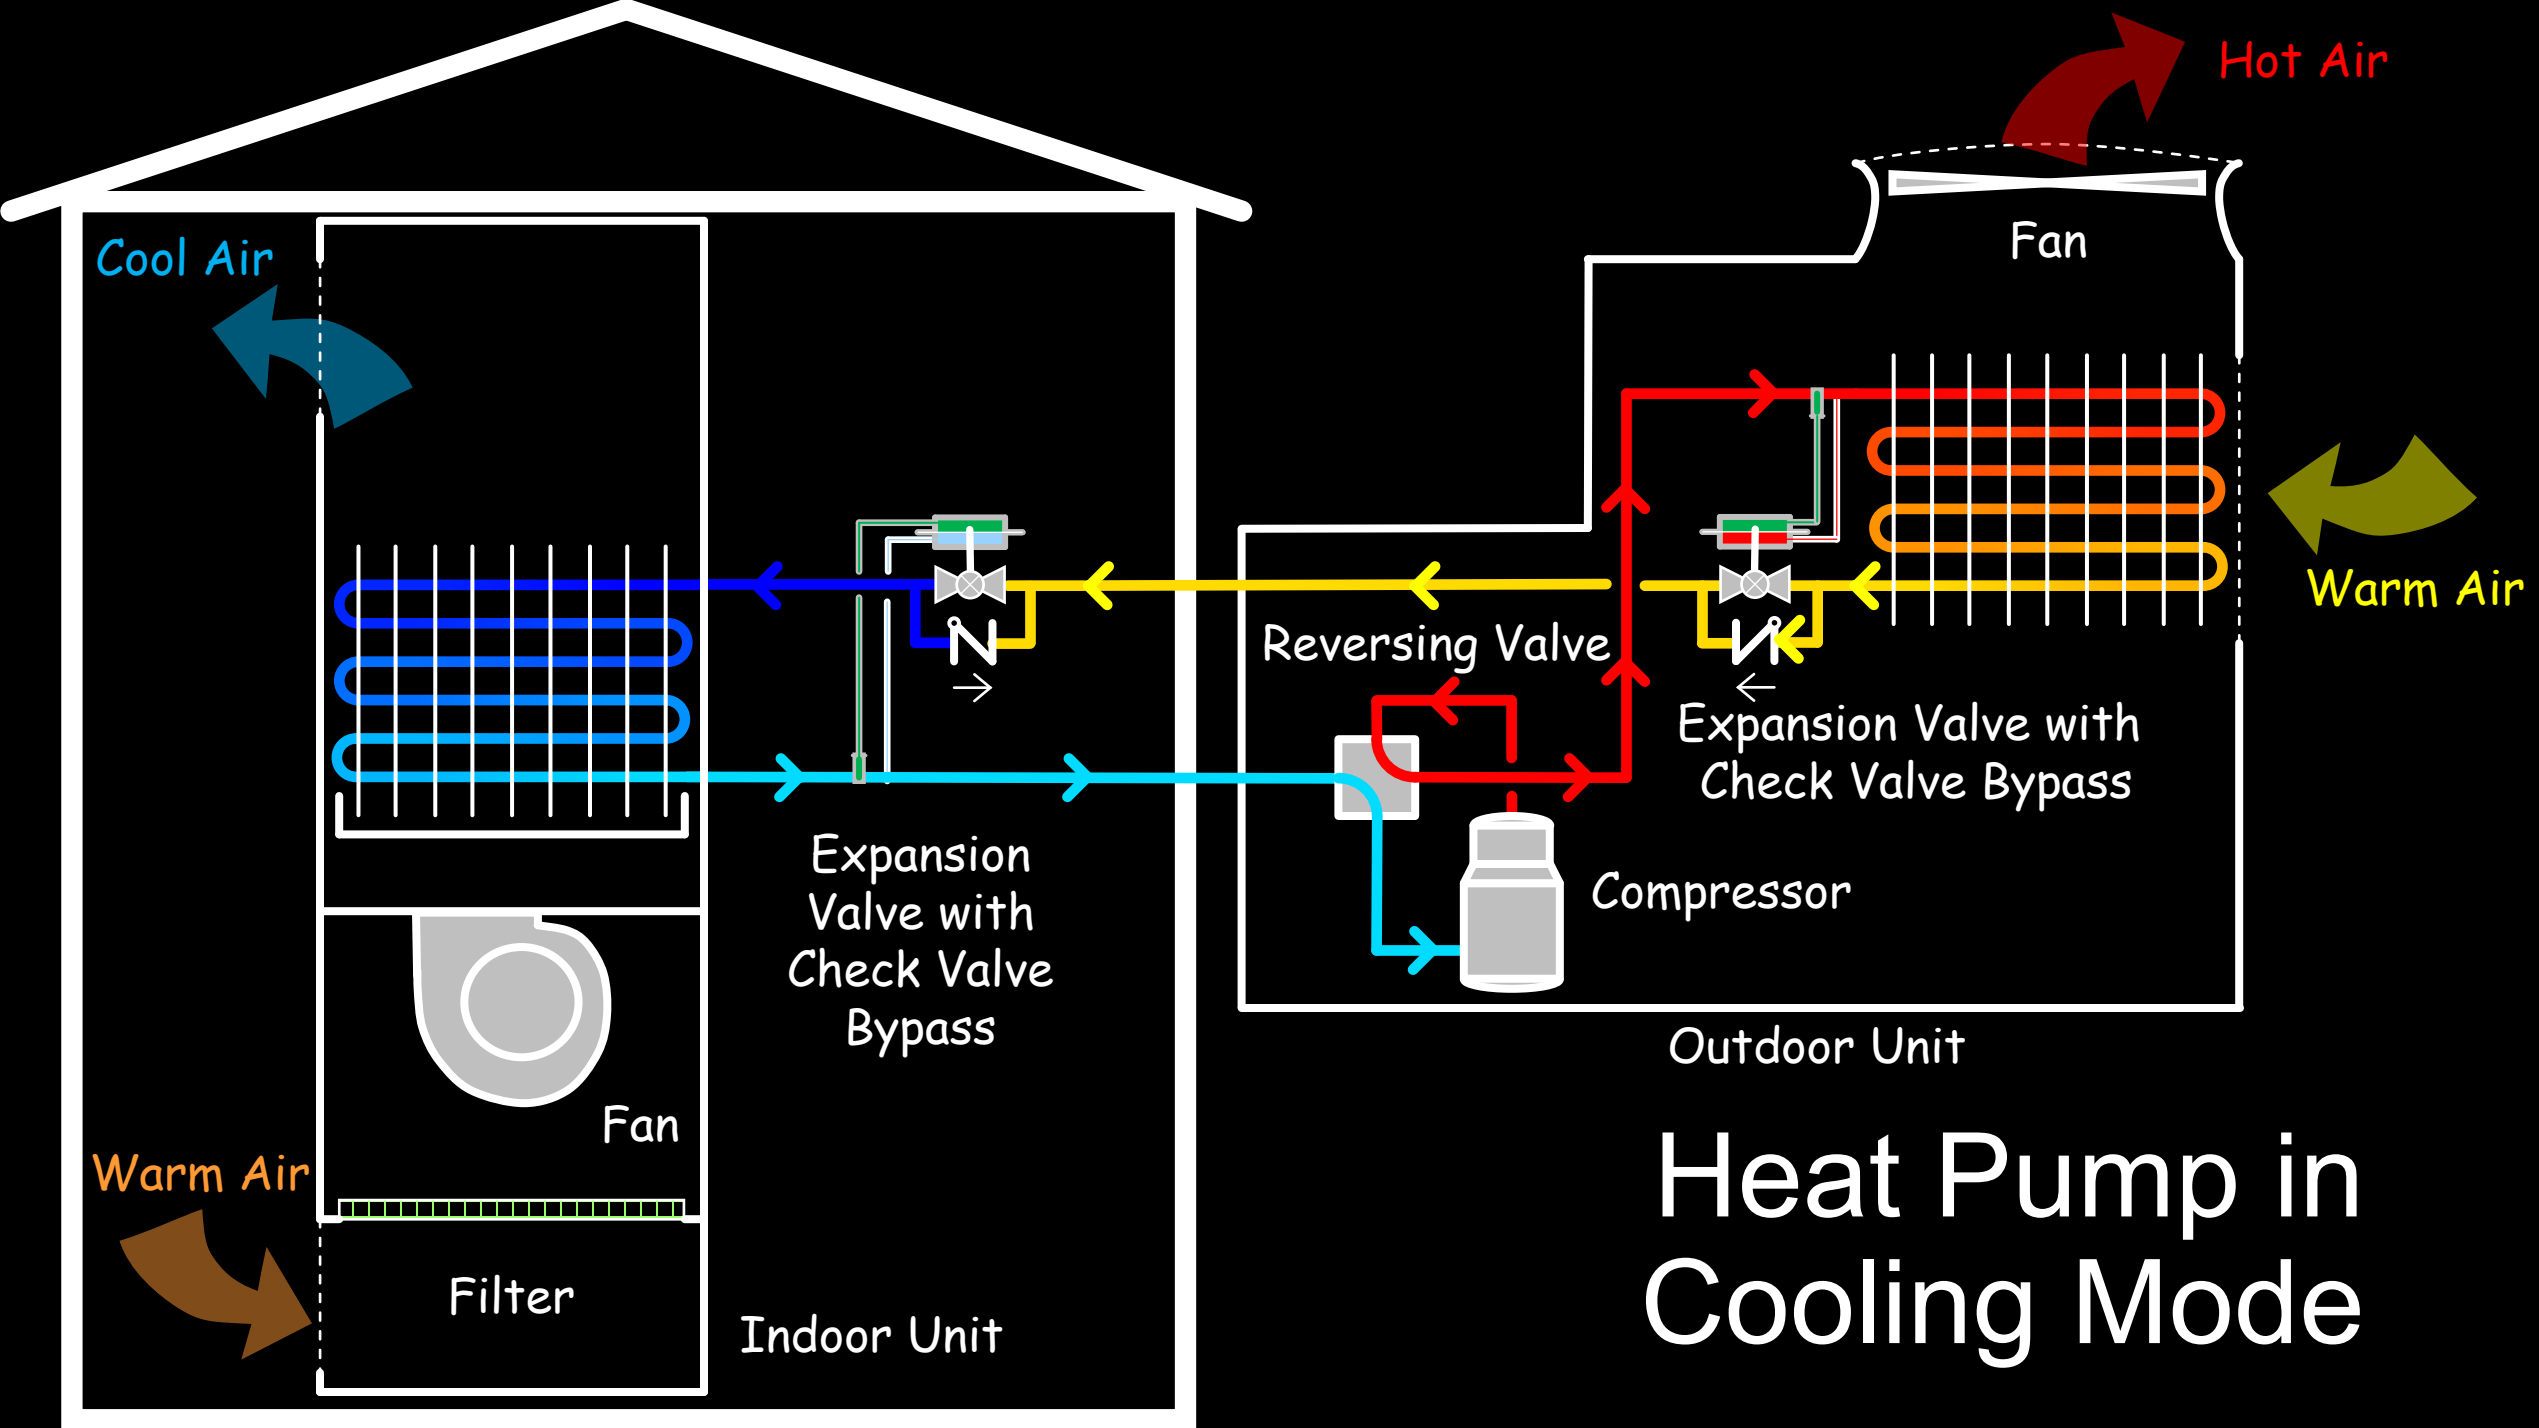 Hot Air
Cool Air
Fan
Warm Air
Reversing Valve
Expansion Valve with
Check Valve Bypass
Expansion
Valve with
Check Valve
Bypass
Compressor
Outdoor Unit
Fan
Warm Air
Filter
Indoor Unit
Heat Pump in
Cooling Mode